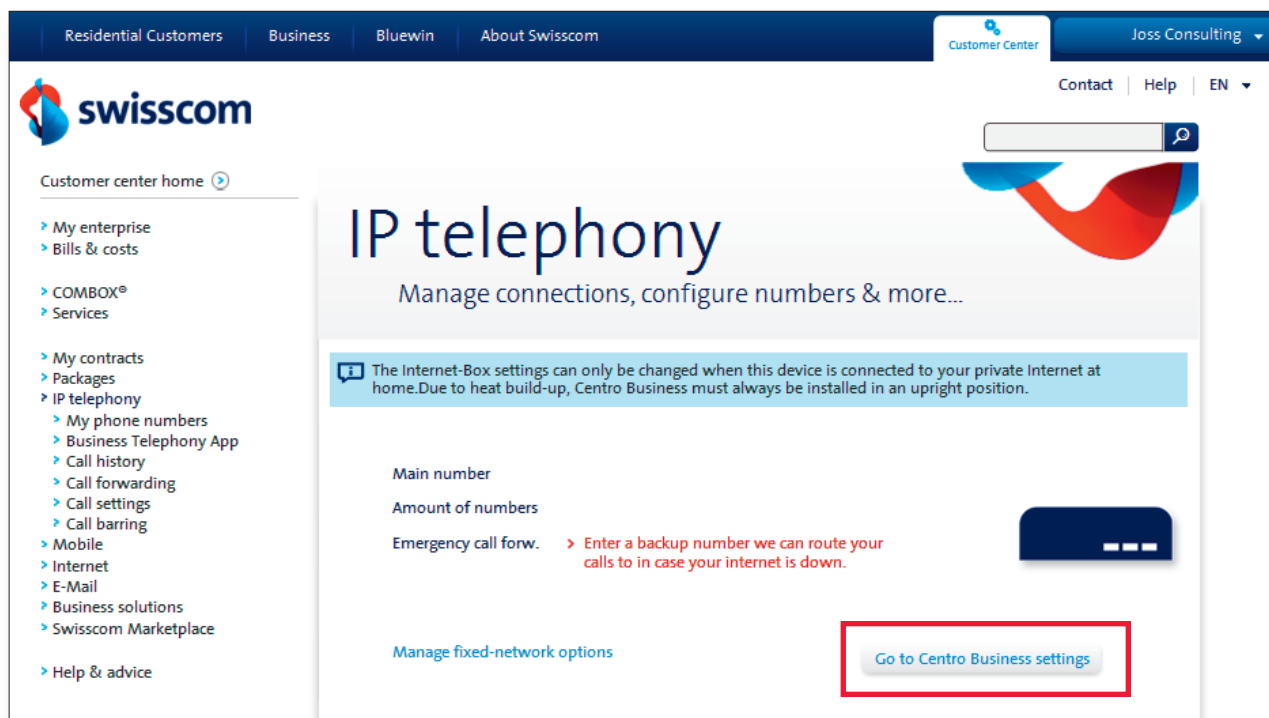 Residential Customers Business Bluewin About Swisscom Customer Center Joss Consulting
Contact Help EN
swisscom
Customer center home
My enterprise
Bills & costs
COMBOX®
Services
My contracts
Packages
IP telephony
My phone numbers
Business Telephony App
Call history
Call forwarding
Call settings
Call barring
Mobile
Internet
E-Mail
Business solutions
Swisscom Marketplace
Help & advice
IP telephony
Manage connections, configure numbers & more...
The Internet-Box settings can only be changed when this device is connected to your private Internet at
home.Due to heat build-up, Centro Business must always be installed in an upright position.
Main number
Amount of numbers
Emergency call forw. Enter a backup number we can route your
calls to in case your internet is down.
Manage fixed-network options
Go to Centro Business settings